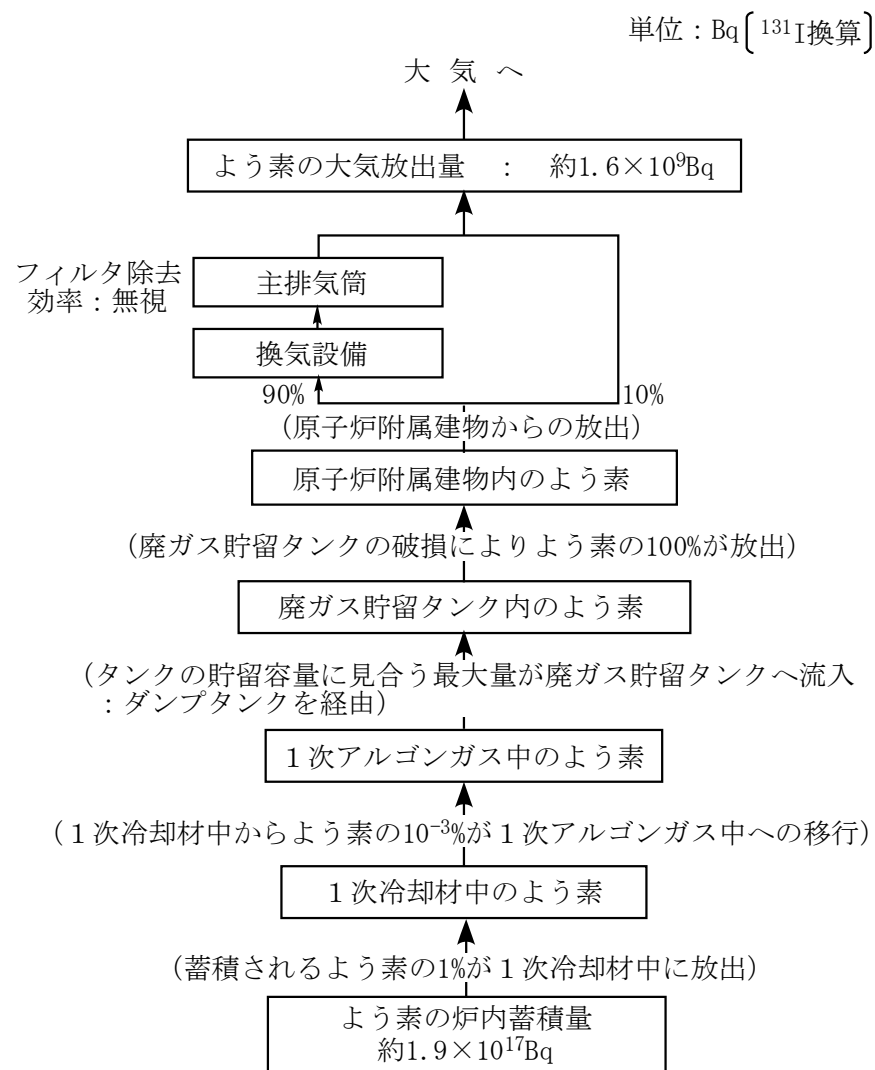 単位：Bq〔¹³¹I換算〕
大 気 へ
よう素の大気放出量　：　約1.6×10⁹Bq
フィルタ除去
効率：無視
主排気筒
換気設備
90%
10%
（原子炉附属建物からの放出）
原子炉附属建物内のよう素
（廃ガス貯留タンクの破損によりよう素の100%が放出）
廃ガス貯留タンク内のよう素
（タンクの貯留容量に見合う最大量が廃ガス貯留タンクへ流入
：ダンプタンクを経由）
１次アルゴンガス中のよう素
（１次冷却材中からよう素の10⁻³%が１次アルゴンガス中への移行）
１次冷却材中のよう素
（蓄積されるよう素の1%が１次冷却材中に放出）
よう素の炉内蓄積量
約1.9×10¹⁷Bq